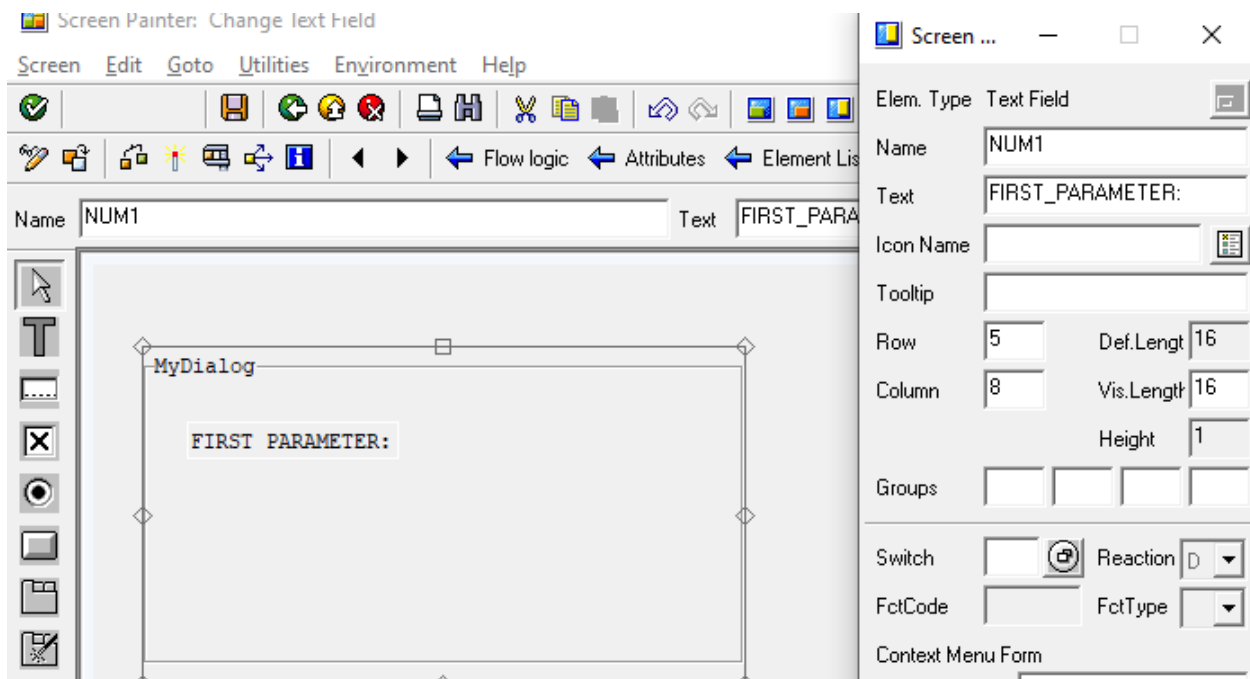 Screen Painter: Change Text Field
Screen Edit Goto Utilities Environment Help
Flow logic Attributes Element Lis
Name NUM1 Text FIRST_PARA
MyDialog
FIRST PARAMETER:
Screen ...
Elem. Type Text Field
Name NUM1
Text FIRST_PARAMETER:
Icon Name
Tooltip
Row 5 Def.Lengt 16
Column 8 Vis.Length 16
Height 1
Groups
Switch Reaction D
FctCode FctType
Context Menu Form